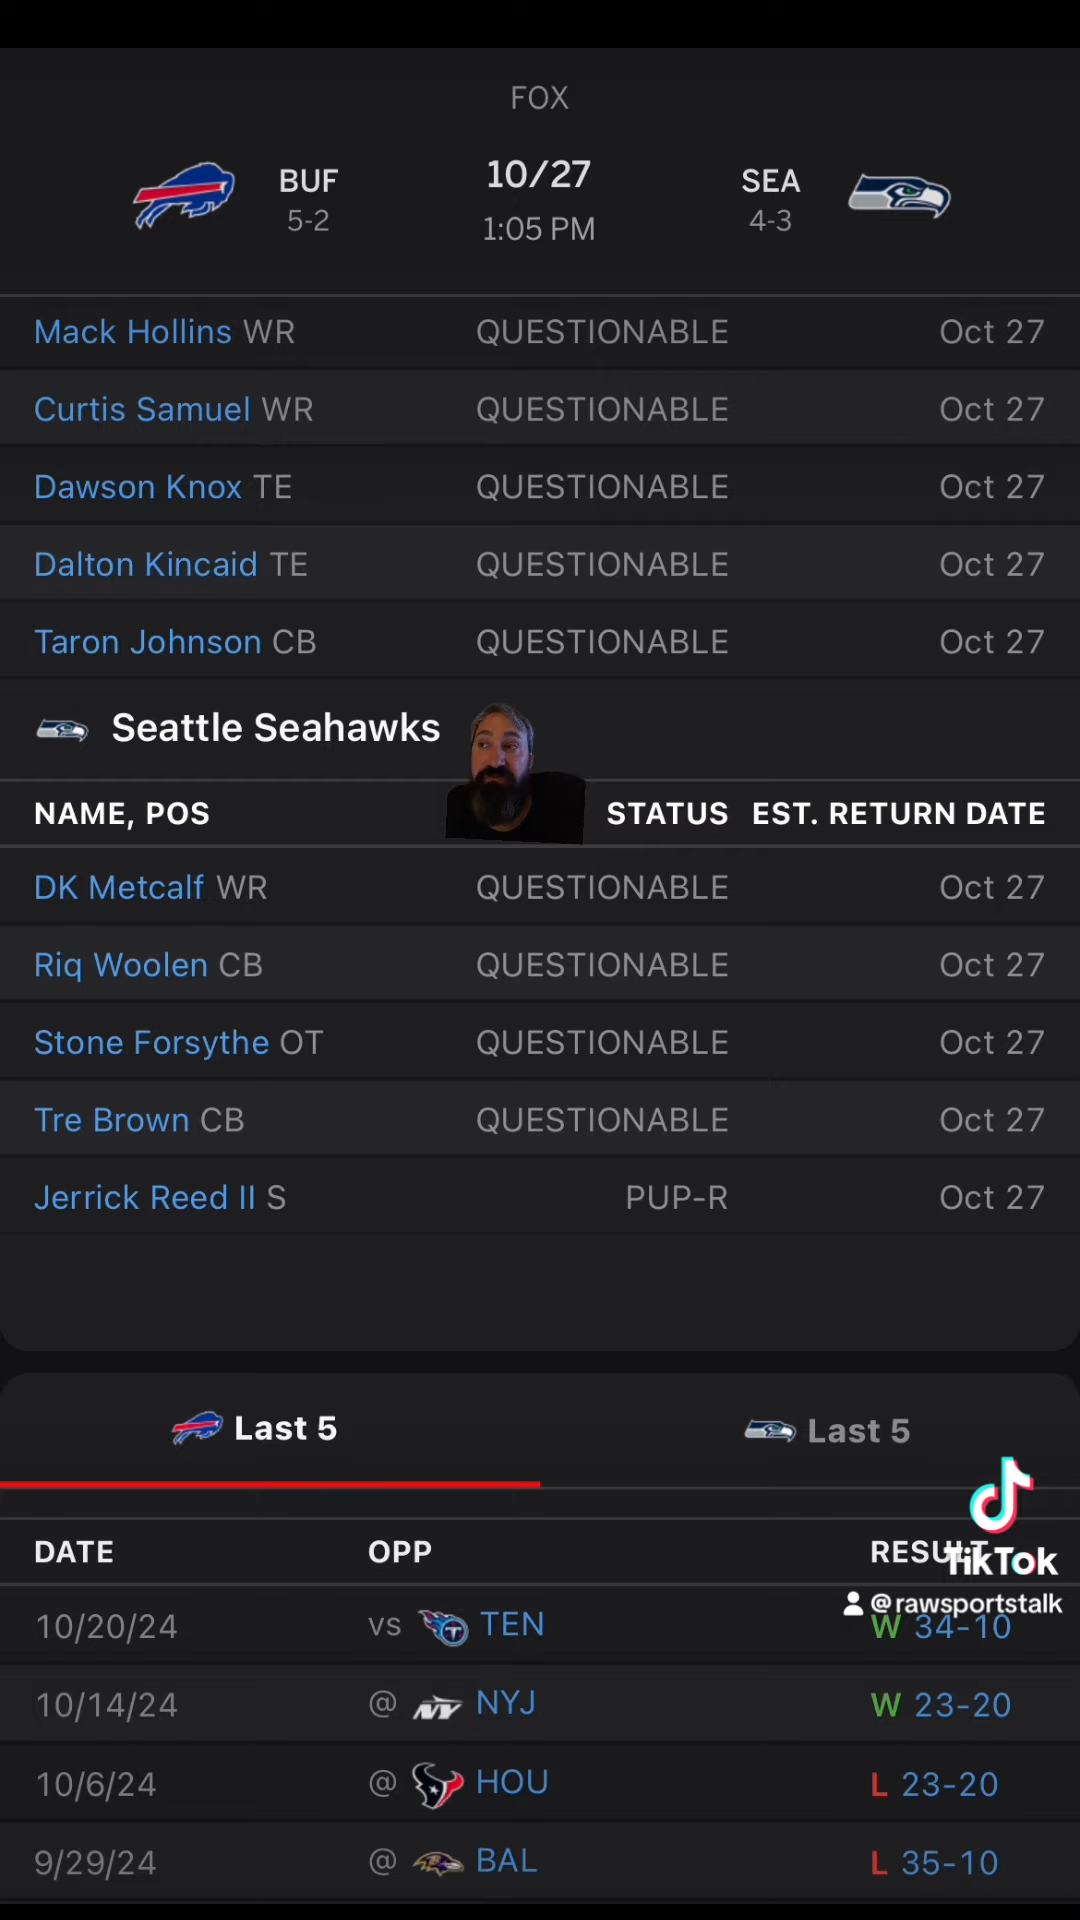 FOX
BUF 10/27 SEA
5-2 1:05 PM 4-3
Mack Hollins WR QUESTIONABLE Oct 27
Curtis Samuel WR QUESTIONABLE Oct 27
Dawson Knox TE QUESTIONABLE Oct 27
Dalton Kincaid TE QUESTIONABLE Oct 27
Taron Johnson CB QUESTIONABLE Oct 27
Seattle Seahawks
NAME, POS STATUS EST. RETURN DATE
DK Metcalf WR QUESTIONABLE Oct 27
Riq Woolen CB QUESTIONABLE Oct 27
Stone Forsythe OT QUESTIONABLE Oct 27
Tre Brown CB QUESTIONABLE Oct 27
Jerrick Reed II S PUP-R Oct 27
Last 5 Last 5
DATE OPP RESULT
TikTok
@rawsportstalk
10/20/24 vs TEN W 34-10
10/14/24 @ NY NYJ W 23-20
10/6/24 @ HOU L 23-20
9/29/24 @ BAL L 35-10